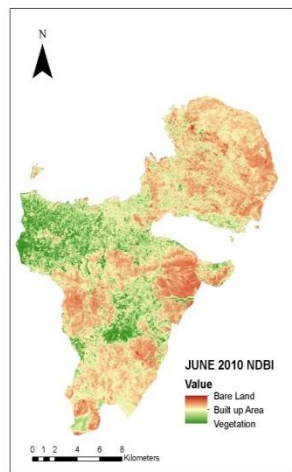 N
JUNE 2010 NDBI
Value
Bare Land
Built up Area
Vegetation
0 1 2 4 6 8
Kilometers